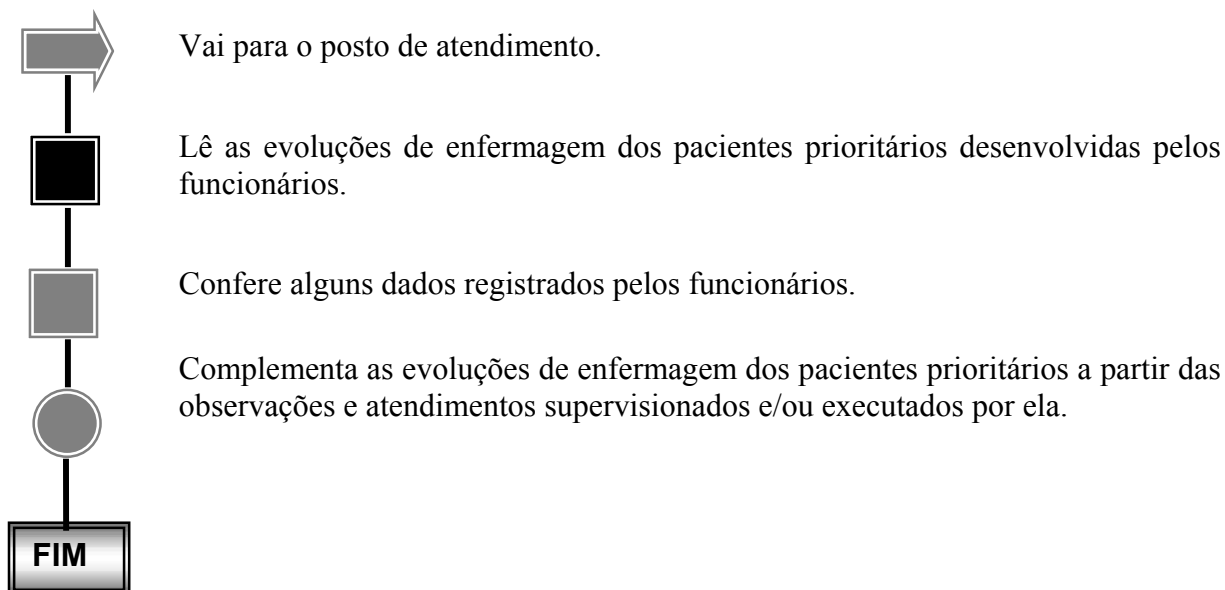 Vai para o posto de atendimento.
Lê as evoluções de enfermagem dos pacientes prioritários desenvolvidas pelos
funcionários.
Confere alguns dados registrados pelos funcionários.
Complementa as evoluções de enfermagem dos pacientes prioritários a partir das
observações e atendimentos supervisionados e/ou executados por ela.
FIM